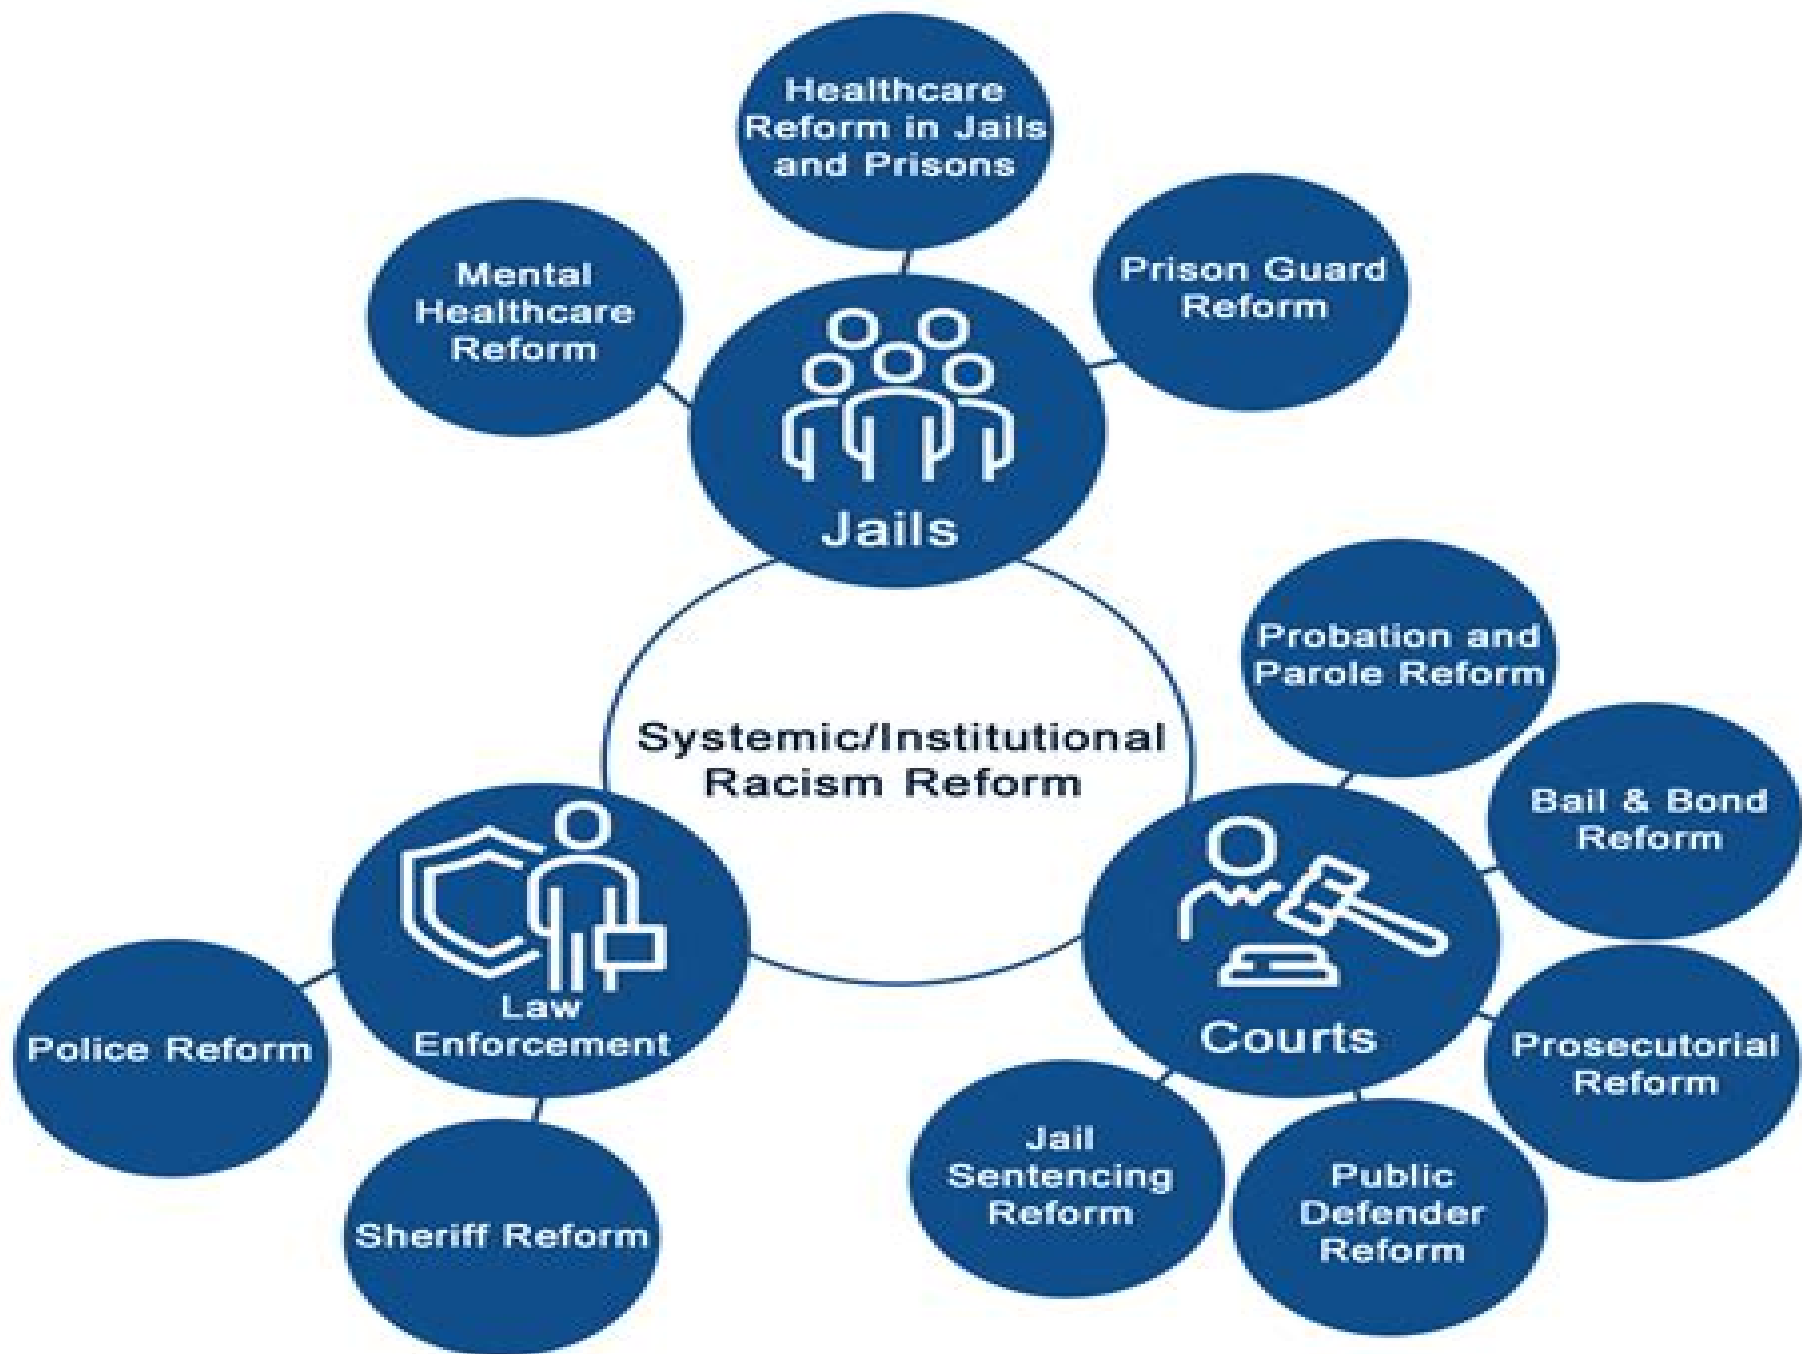 Healthcare
Reform in Jails
and Prisons
Mental
Healthcare
Reform
Prison Guard
Reform
Jails
Systemic/Institutional
Racism Reform
Probation and
Parole Reform
Bail & Bond
Reform
Prosecutorial
Reform
Courts
Public
Defender
Reform
Jail
Sentencing
Reform
Law
Enforcement
Police Reform
Sheriff Reform